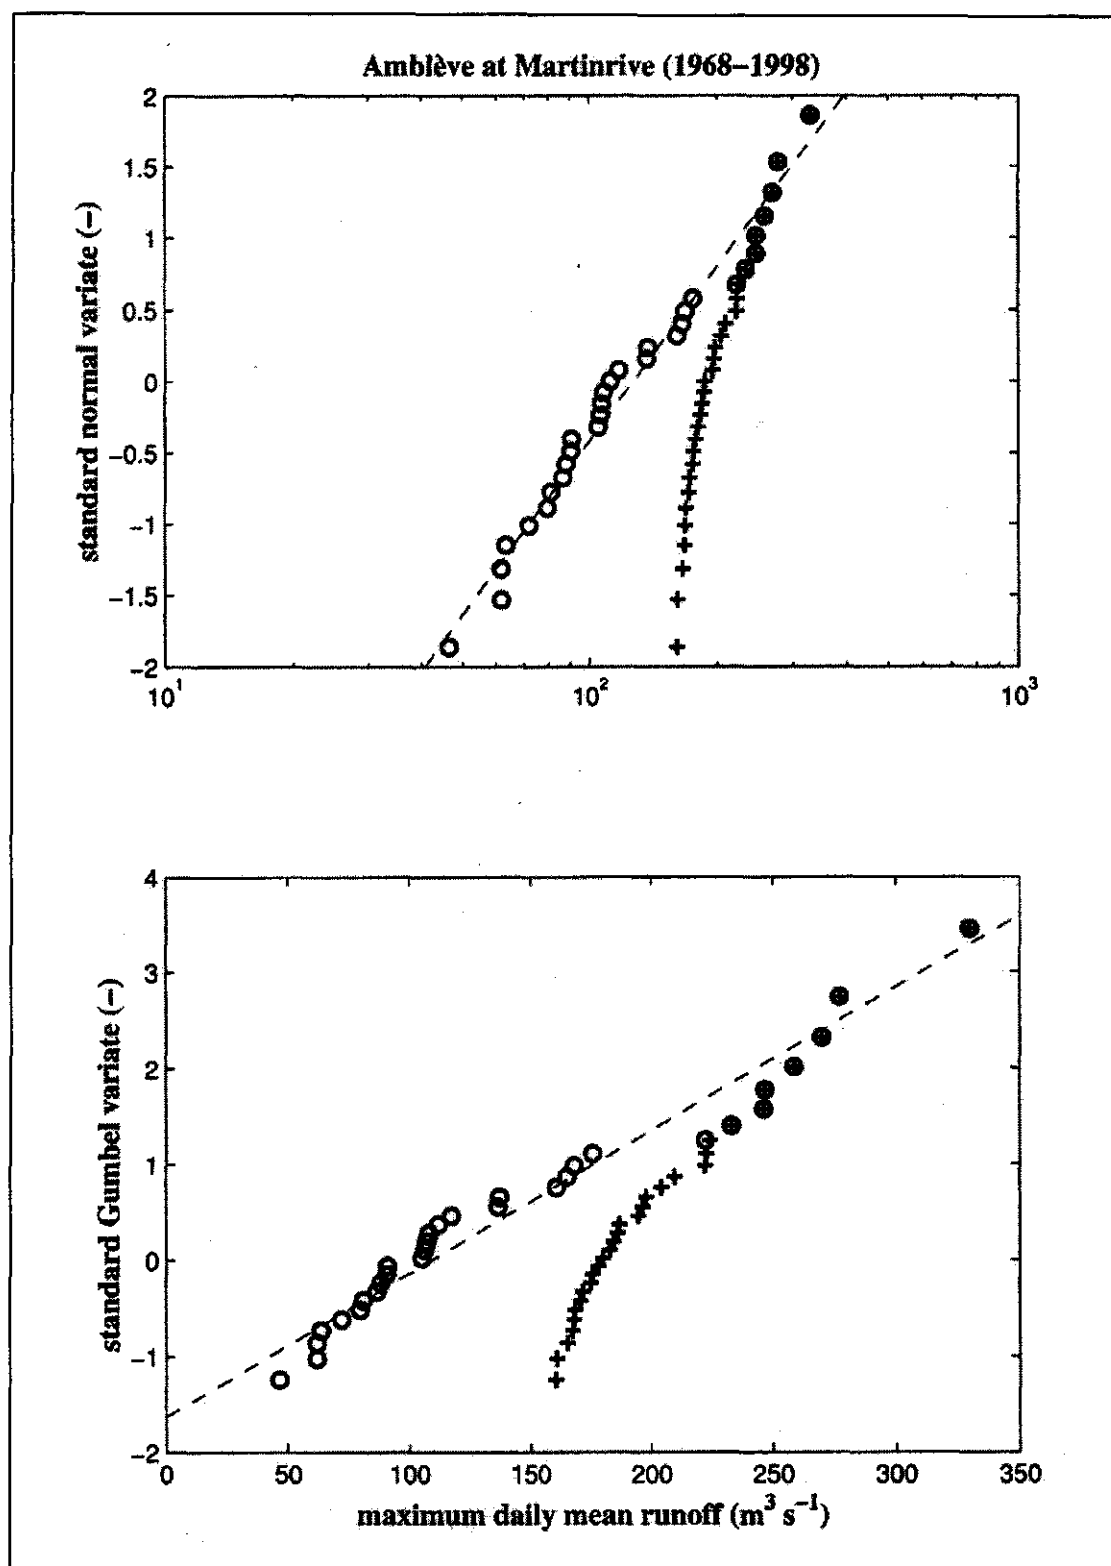 Amblève at Martinrive (1968–1998)
2
1.5
1
0.5
0
−0.5
−1
−1.5
−2
standard normal variate (−)
10¹ 10² 10³
4
3
2
1
0
−1
−2
standard Gumbel variate (−)
0 50 100 150 200 250 300 350
maximum daily mean runoff (m³ s⁻¹)